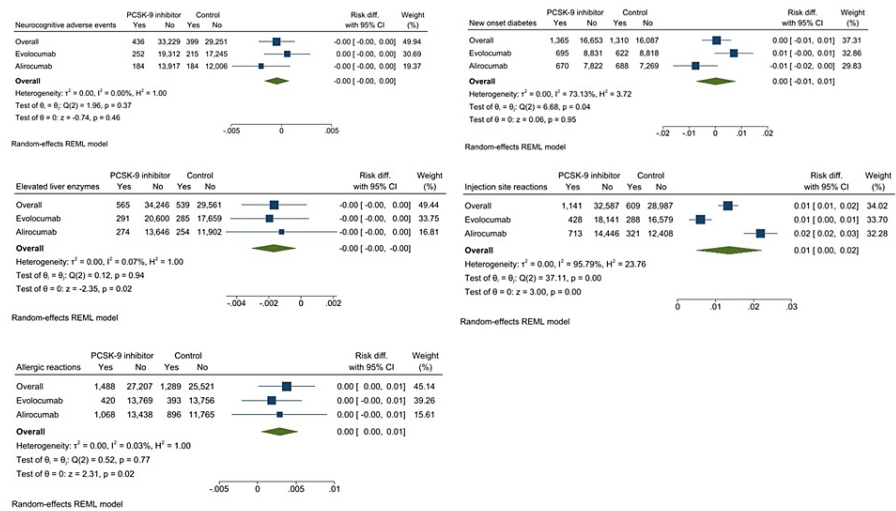 PCSK-9 inhibitor Control Risk diff. Weight
Neurocognitive adverse events Yes No Yes No with 95% CI (%)
Overall 436 33,229 399 29,251 -0.00 [ -0.00, 0.00] 49.94
Evolocumab 252 19,312 215 17,245 0.00 [ -0.00, 0.00] 30.69
Alirocumab 184 13,917 184 12,006 -0.00 [ -0.00, 0.00] 19.37
Overall -0.00 [ -0.00, 0.00]
Heterogeneity: τ² = 0.00, I² = 0.00%, H² = 1.00
Test of θᵢ = θⱼ: Q(2) = 1.96, p = 0.37
Test of θ = 0: z = -0.74, p = 0.46
-.005 0 .005
Random-effects REML model
PCSK-9 inhibitor Control Risk diff. Weight
New onset diabetes Yes No Yes No with 95% CI (%)
Overall 1,365 16,653 1,310 16,087 0.00 [ -0.01, 0.01] 37.31
Evolocumab 695 8,831 622 8,818 0.01 [ -0.00, 0.01] 32.86
Alirocumab 670 7,822 688 7,269 -0.01 [ -0.02, 0.00] 29.83
Overall 0.00 [ -0.01, 0.01]
Heterogeneity: τ² = 0.00, I² = 73.13%, H² = 3.72
Test of θᵢ = θⱼ: Q(2) = 6.68, p = 0.04
Test of θ = 0: z = 0.06, p = 0.95
-.02 -.01 0 .01 .02
Random-effects REML model
PCSK-9 inhibitor Control Risk diff. Weight
Elevated liver enzymes Yes No Yes No with 95% CI (%)
Overall 565 34,246 539 29,561 -0.00 [ -0.00, 0.00] 49.44
Evolocumab 291 20,600 285 17,659 -0.00 [ -0.00, 0.00] 33.75
Alirocumab 274 13,646 254 11,902 -0.00 [ -0.00, 0.00] 16.81
Overall -0.00 [ -0.00, -0.00]
Heterogeneity: τ² = 0.00, I² = 0.07%, H² = 1.00
Test of θᵢ = θⱼ: Q(2) = 0.12, p = 0.94
Test of θ = 0: z = -2.35, p = 0.02
-.004 -.002 0 .002
Random-effects REML model
PCSK-9 inhibitor Control Risk diff. Weight
Injection site reactions Yes No Yes No with 95% CI (%)
Overall 1,141 32,587 609 28,987 0.01 [ 0.01, 0.02] 34.02
Evolocumab 428 18,141 288 16,579 0.01 [ 0.00, 0.01] 33.70
Alirocumab 713 14,446 321 12,408 0.02 [ 0.02, 0.03] 32.28
Overall 0.01 [ 0.00, 0.02]
Heterogeneity: τ² = 0.00, I² = 95.79%, H² = 23.76
Test of θᵢ = θⱼ: Q(2) = 37.11, p = 0.00
Test of θ = 0: z = 3.00, p = 0.00
0 .01 .02 .03
Random-effects REML model
PCSK-9 inhibitor Control Risk diff. Weight
Allergic reactions Yes No Yes No with 95% CI (%)
Overall 1,488 27,207 1,289 25,521 0.00 [ 0.00, 0.01] 45.14
Evolocumab 420 13,769 393 13,756 0.00 [ -0.00, 0.01] 39.26
Alirocumab 1,068 13,438 896 11,765 0.00 [ -0.00, 0.01] 15.61
Overall 0.00 [ 0.00, 0.01]
Heterogeneity: τ² = 0.00, I² = 0.03%, H² = 1.00
Test of θᵢ = θⱼ: Q(2) = 0.52, p = 0.77
Test of θ = 0: z = 2.31, p = 0.02
-.005 0 .005 .01
Random-effects REML model